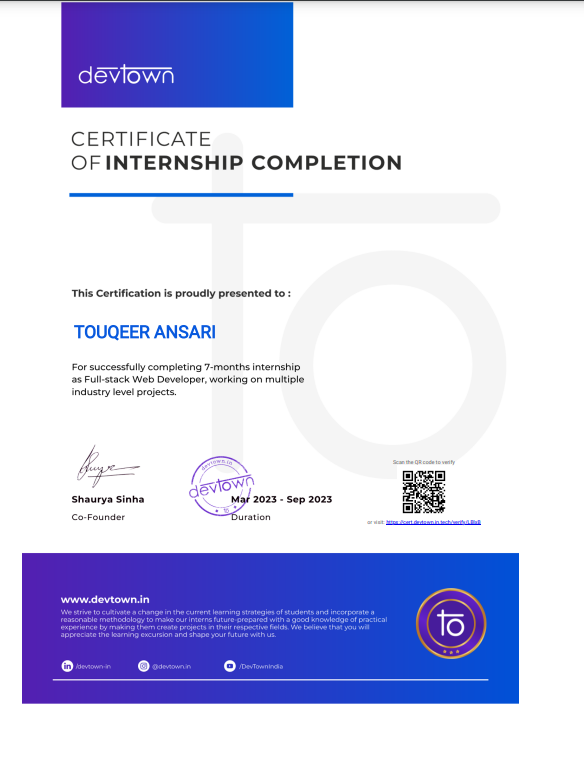 devtown
CERTIFICATE
OF INTERNSHIP COMPLETION
This Certification is proudly presented to :
TOUQEER ANSARI
For successfully completing 7-months internship
as Full-stack Web Developer, working on multiple
industry level projects.
Scan the QR code to verify
devtown.in
devtown
Shaurya Sinha
Mar 2023 - Sep 2023
Co-Founder
Duration
or visit https://cert.devtown.in.tech/verify/
www.devtown.in
We strive to cultivate a change in the current learning strategies of students and incorporate a
reasonable methodology to make our interns future-prepared with a good knowledge of practical
experience by making them create projects in their respective fields. We believe that you will
appreciate the learning excursion and shape your future with us.
to
/devtown-in
@devtown.in
/DevTownIndia